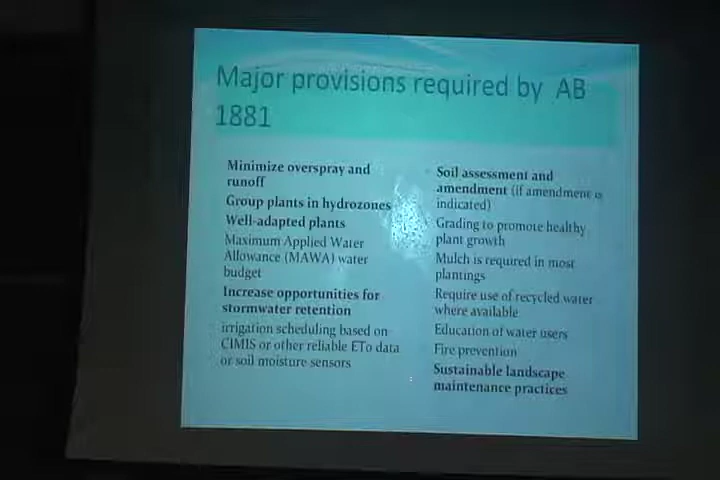 Major provisions required by AB
1881
Minimize overspray and
runoff
Group plants in hydrozones
Well-adapted plants
Maximum Applied Water
Allowance (MAWA) water
budget
Increase opportunities for
stormwater retention
irrigation scheduling based on
CIMIS or other reliable ETo data
or soil moisture sensors
Soil assessment and
amendment (if amendment is
indicated)
Grading to promote healthy
plant growth
Mulch is required in most
plantings
Require use of recycled water
where available
Education of water users
Fire prevention
Sustainable landscape
maintenance practices